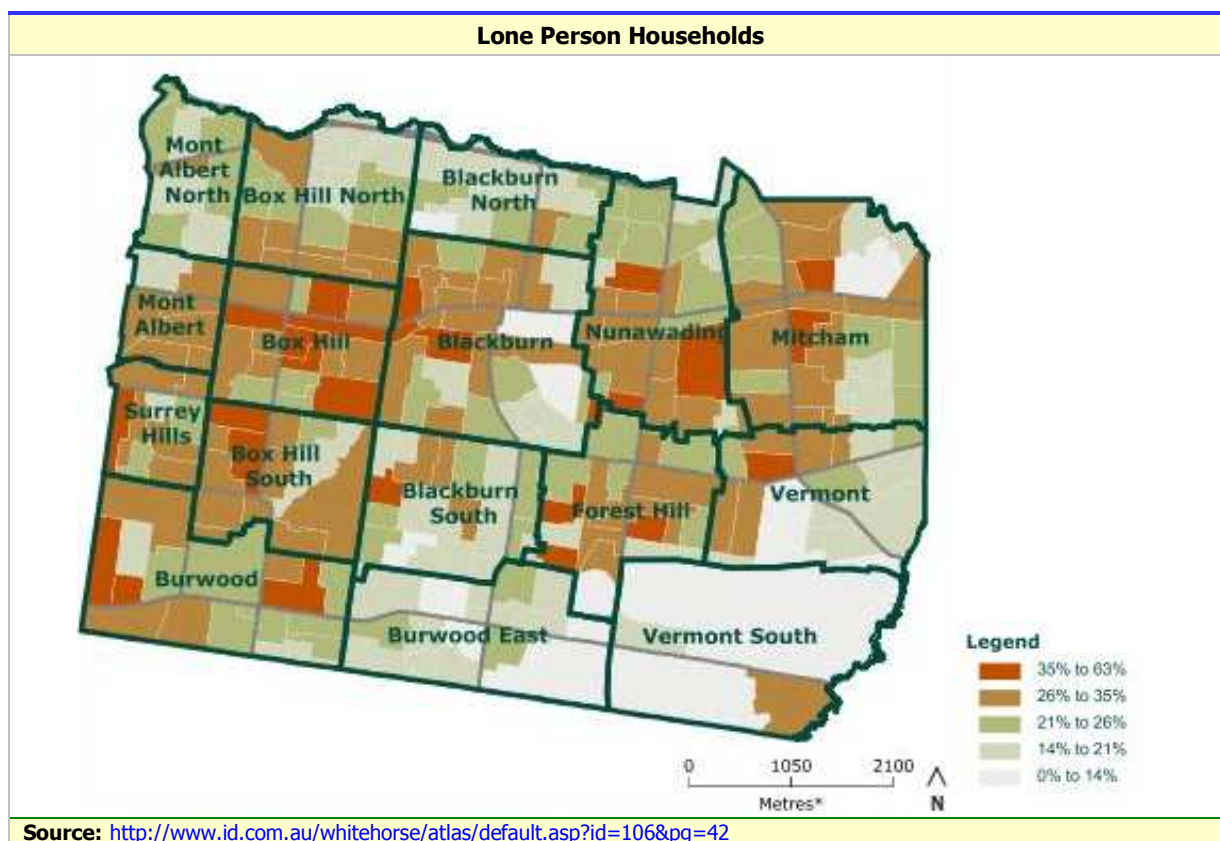 Lone Person Households
Mont
Albert
North
Box Hill North
Blackburn
North
Mont
Albert
Box Hill
Blackburn
Nunawading
Mitcham
Surrey
Hills
Box Hill
South
Blackburn
South
Forest Hill
Vermont
Burwood
Burwood East
Vermont South
Legend
35% to 63%
26% to 35%
21% to 26%
14% to 21%
0% to 14%
0 1050 2100
Metres*
N
Source: http://www.id.com.au/whitehorse/atlas/default.asp?id=106&pg=42